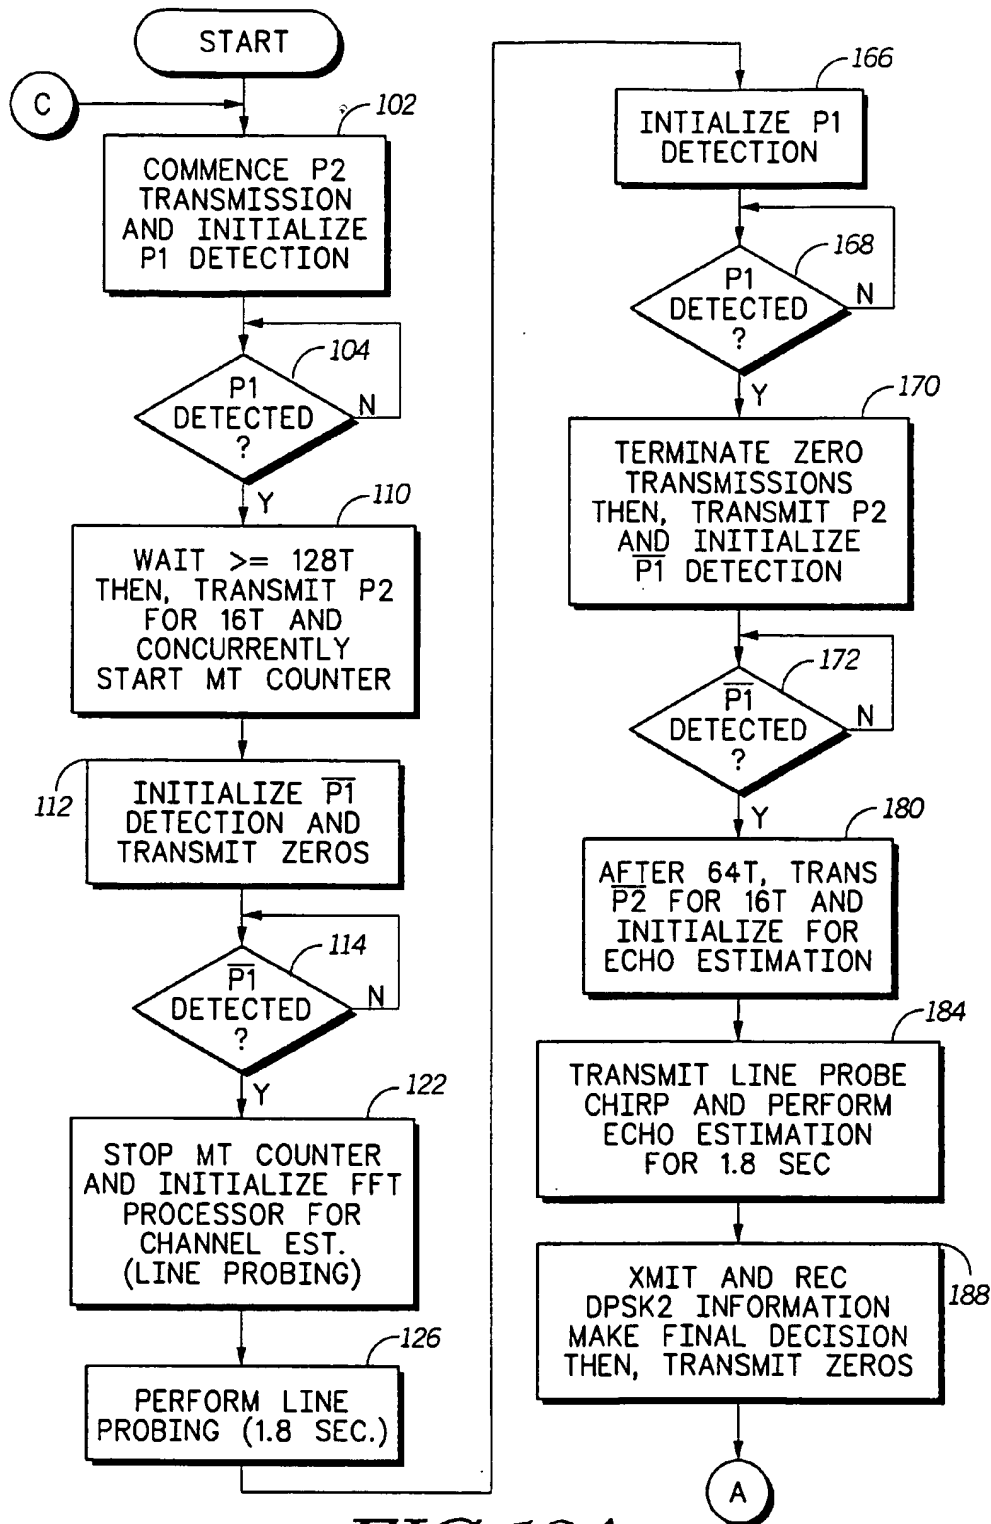 START
C
102
COMMENCE P2
TRANSMISSION
AND INITIALIZE
P1 DETECTION
104
P1
DETECTED
?
N
Y
110
WAIT >= 128T
THEN, TRANSMIT P2
FOR 16T AND
CONCURRENTLY
START MT COUNTER
112
INITIALIZE P̅1̅
DETECTION AND
TRANSMIT ZEROS
114
P̅1̅
DETECTED
?
N
Y
122
STOP MT COUNTER
AND INITIALIZE FFT
PROCESSOR FOR
CHANNEL EST.
(LINE PROBING)
126
PERFORM LINE
PROBING (1.8 SEC.)
166
INTIALIZE P1
DETECTION
168
P1
DETECTED
?
N
Y
170
TERMINATE ZERO
TRANSMISSIONS
THEN, TRANSMIT P2
AND INITIALIZE
P̅1̅ DETECTION
172
P̅1̅
DETECTED
?
N
Y
180
AFTER 64T, TRANS
P̅2̅ FOR 16T AND
INITIALIZE FOR
ECHO ESTIMATION
184
TRANSMIT LINE PROBE
CHIRP AND PERFORM
ECHO ESTIMATION
FOR 1.8 SEC
188
XMIT AND REC
DPSK2 INFORMATION
MAKE FINAL DECISION
THEN, TRANSMIT ZEROS
A